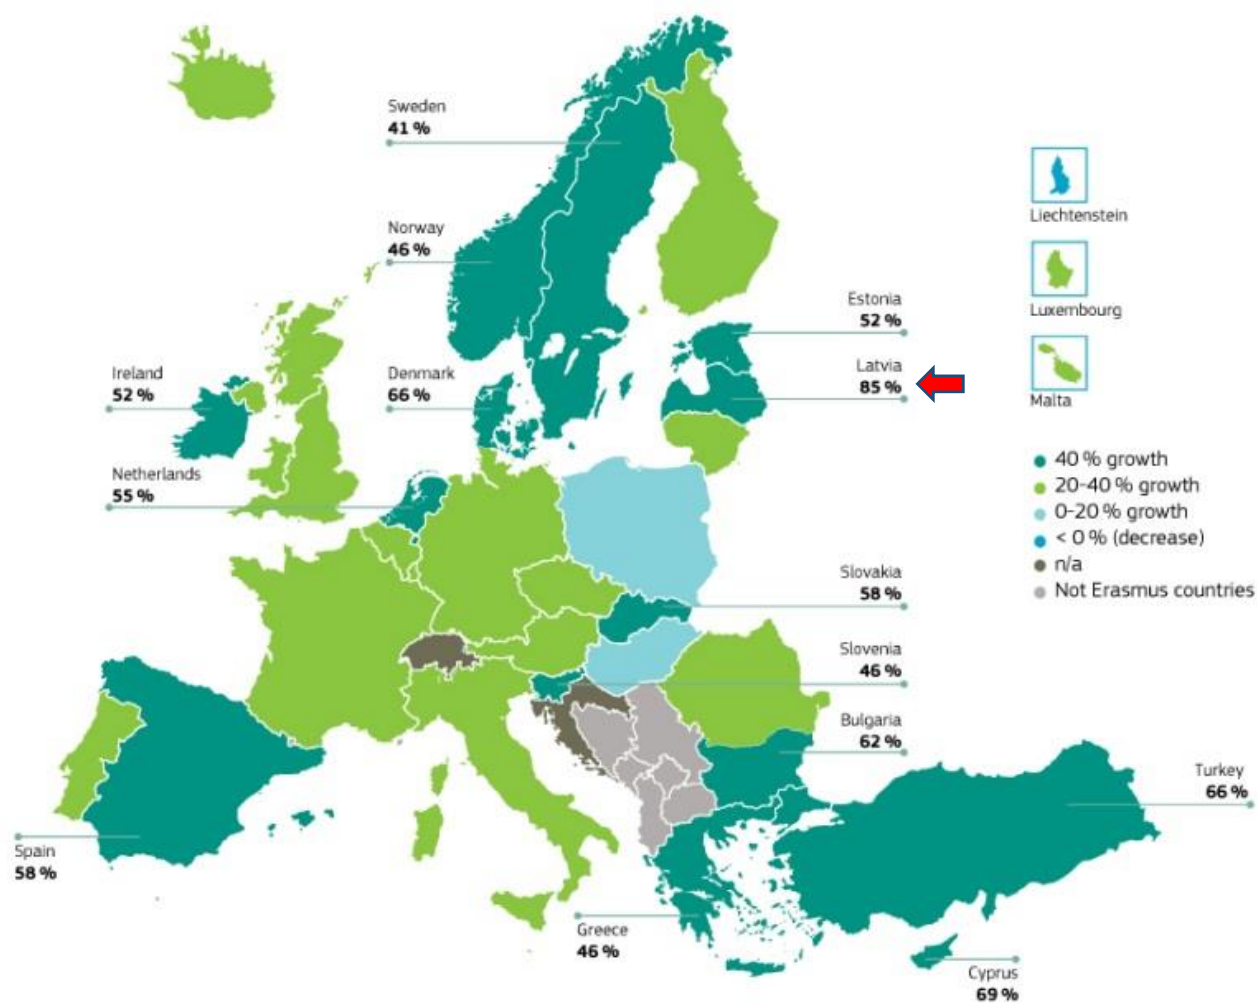 Sweden
41 %
Norway
46 %
Ireland
52 %
Denmark
66 %
Netherlands
55 %
Estonia
52 %
Latvia
85 %
Slovakia
58 %
Slovenia
46 %
Bulgaria
62 %
Turkey
66 %
Spain
58 %
Greece
46 %
Cyprus
69 %
Liechtenstein
Luxembourg
Malta
40 % growth
20-40 % growth
0-20 % growth
< 0 % (decrease)
n/a
Not Erasmus countries